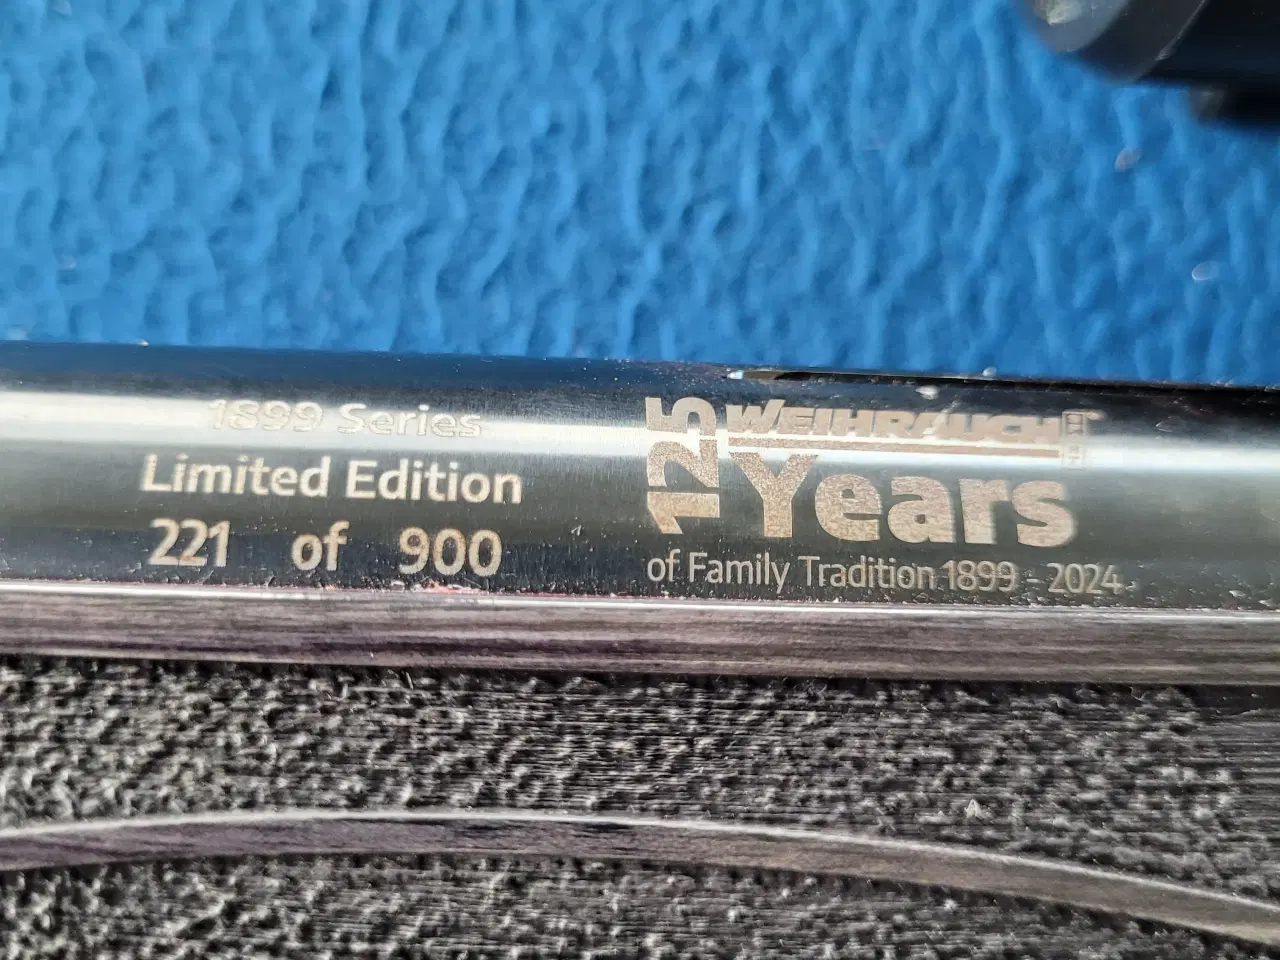 1899 Series
Limited Edition
221 of 900
125
WEIHRAUCH
Years
of Family Tradition 1899 - 2024